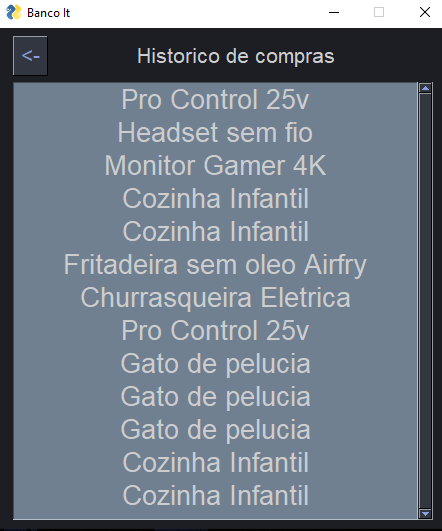 Banco It
<-
Historico de compras
Pro Control 25v
Headset sem fio
Monitor Gamer 4K
Cozinha Infantil
Cozinha Infantil
Fritadeira sem oleo Airfry
Churrasqueira Eletrica
Pro Control 25v
Gato de pelucia
Gato de pelucia
Gato de pelucia
Cozinha Infantil
Cozinha Infantil